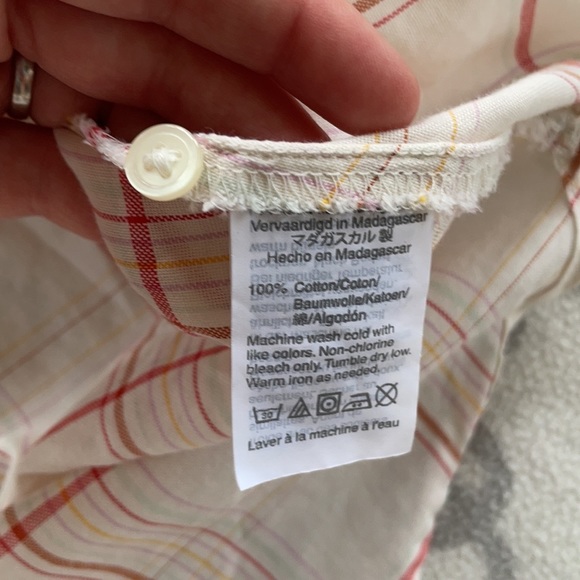 Vervaardigd in Madagascar
マダガスカル製
Hecho en Madagascar
100% Cotton/Coton/
Baumwolle/Katoen/
綿/Algodón
Machine wash cold with
like colors. Non-chlorine
bleach only. Tumble dry low.
Warm iron as needed.
30
Laver à la machine à l'eau